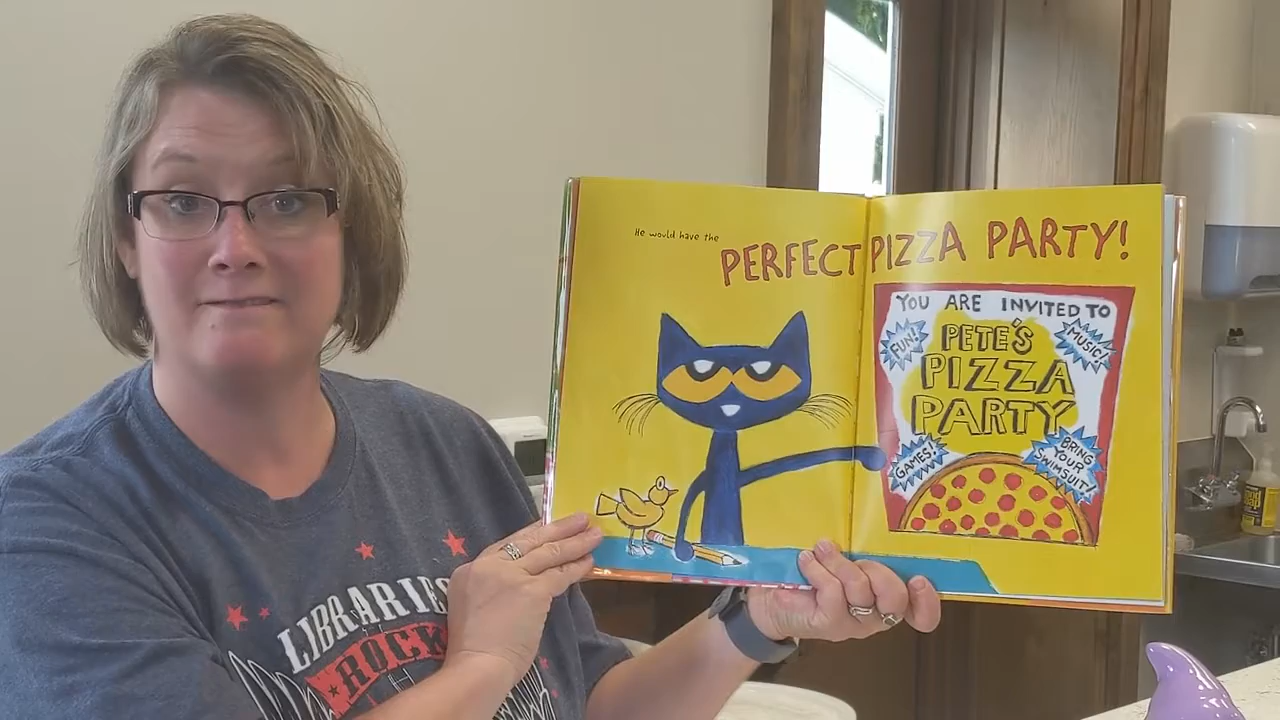 He would have the
PERFECT PIZZA PARTY!
YOU ARE INVITED TO
FUN!
PETE'S
MUSIC!
PIZZA
PARTY
GAMES!
BRING
YOUR
SWIMSUIT!
LIBRARIES
ROCK